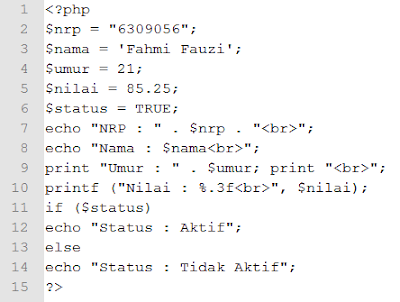 1 <?php
2 $nrp = "6309056";
3 $nama = 'Fahmi Fauzi';
4 $umur = 21;
5 $nilai = 85.25;
6 $status = TRUE;
7 echo "NRP : " . $nrp . "<br>";
8 echo "Nama : $nama<br>";
9 print "Umur : " . $umur; print "<br>";
10 printf ("Nilai : %.3f<br>", $nilai);
11 if ($status)
12 echo "Status : Aktif";
13 else
14 echo "Status : Tidak Aktif";
15 ?>